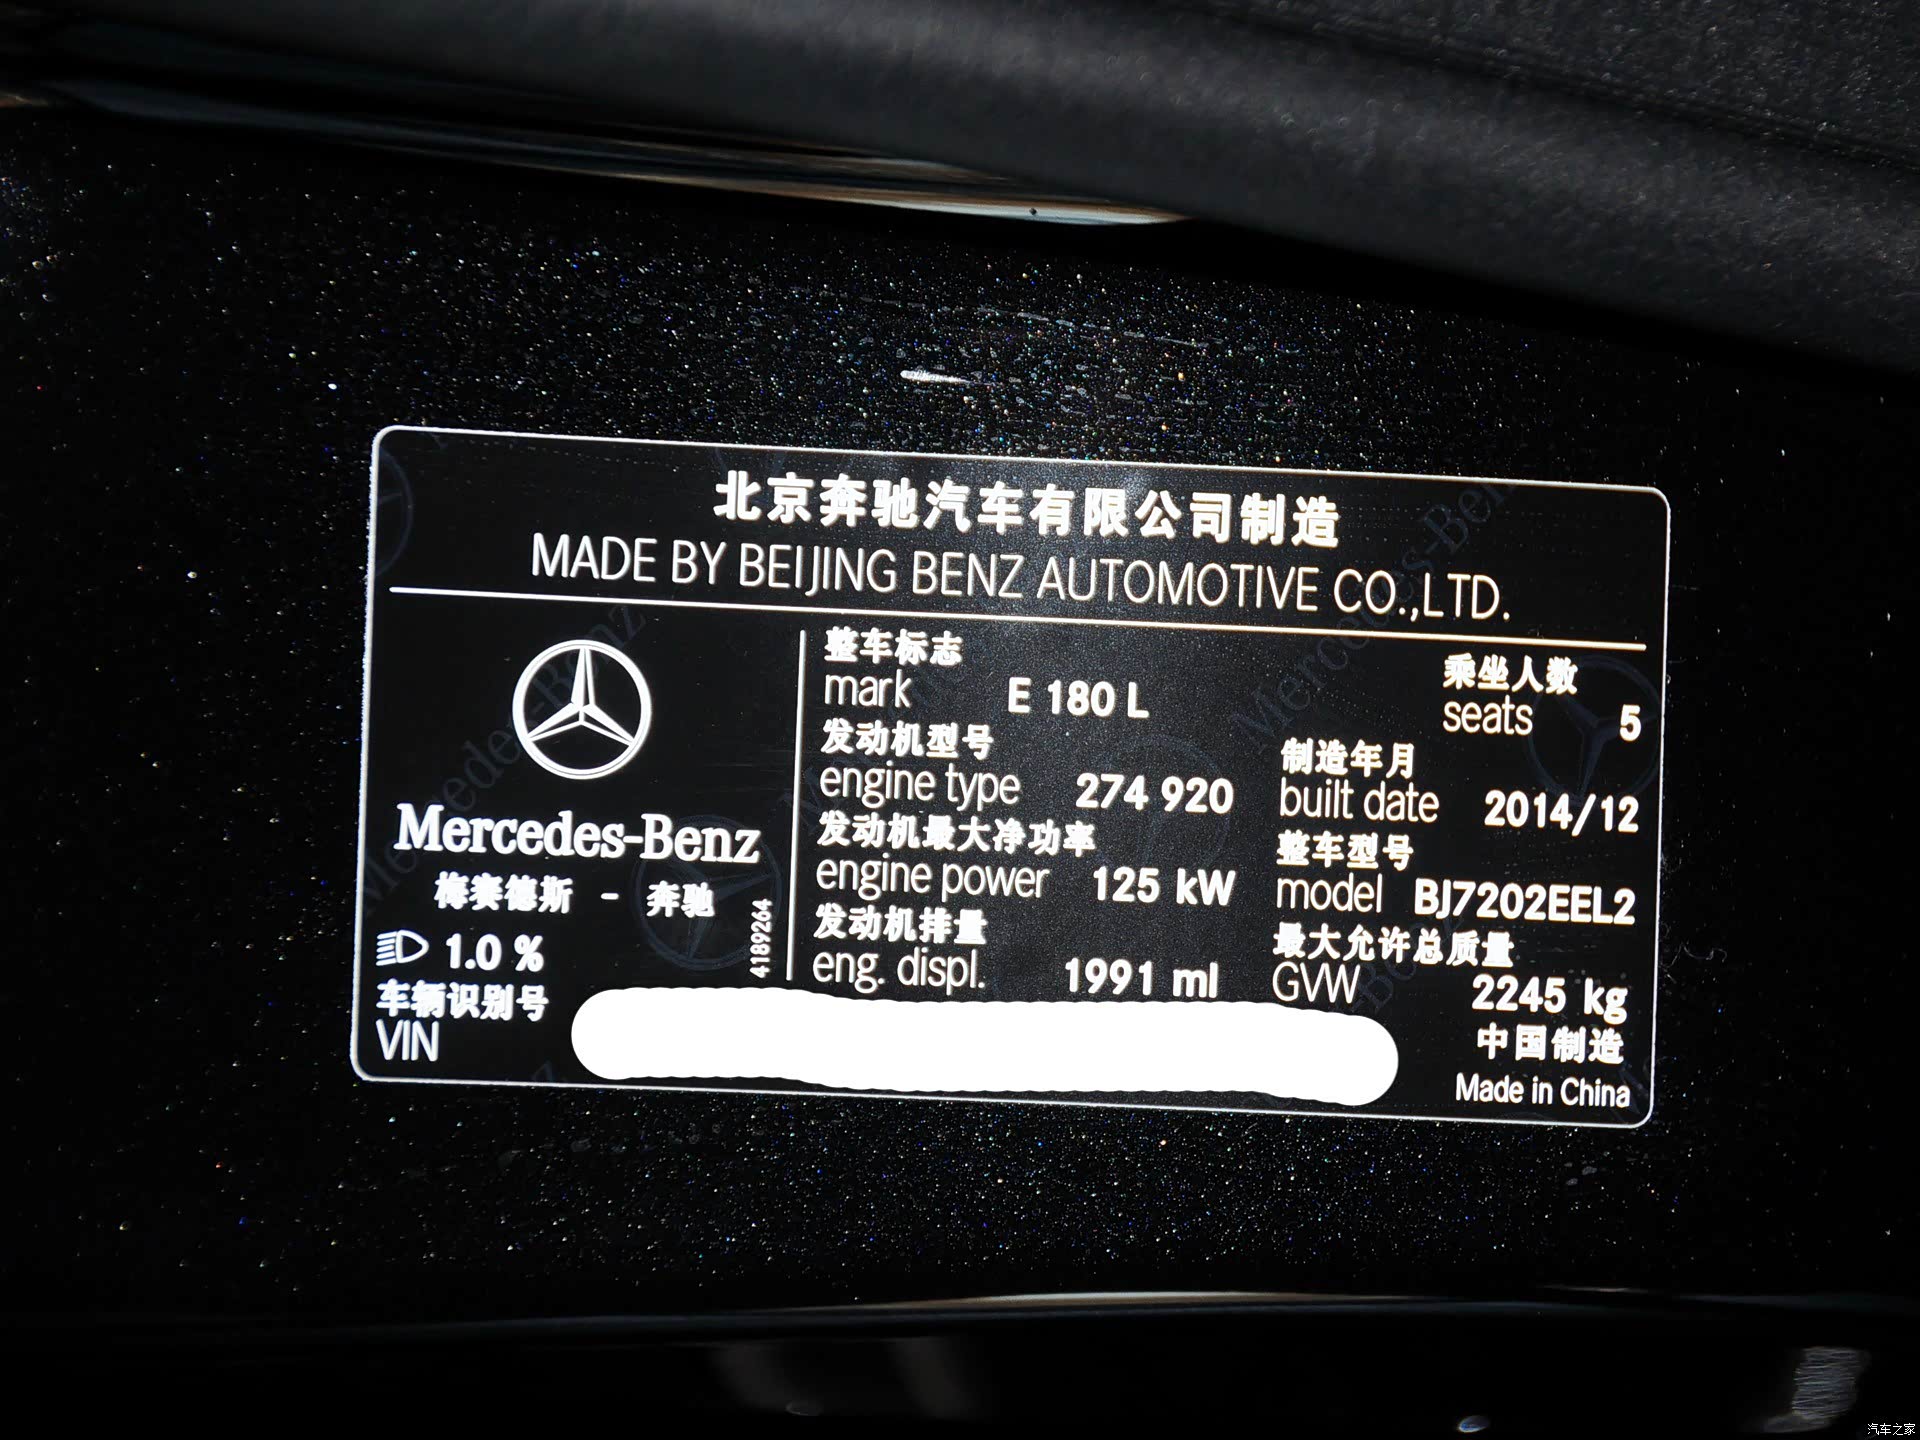 北京奔驰汽车有限公司制造
MADE BY BEIJING BENZ AUTOMOTIVE CO.,LTD.
Mercedes-Benz
梅赛德斯 - 奔驰
1.0 %
41892​64
整车标志
mark E 180 L
乘坐人数
seats 5
发动机型号
engine type 274 920
制造年月
built date 2014/12
发动机最大净功率
engine power 125 kW
整车型号
model BJ7202EEL2
发动机排量
eng. displ. 1991 ml
最大允许总质量
GVW 2245 kg
车辆识别号
VIN
中国制造
Made in China
汽车之家